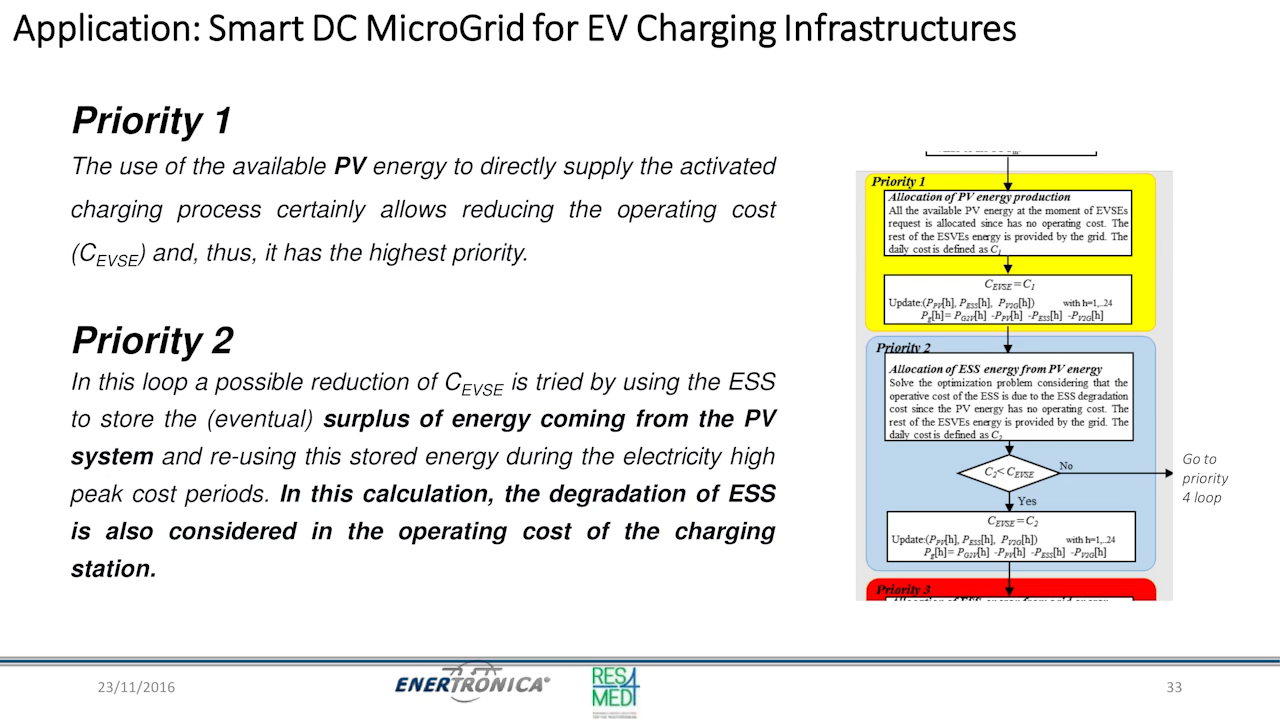 Application: Smart DC MicroGrid for EV Charging Infrastructures
Priority 1
The use of the available PV energy to directly supply the activated
charging process certainly allows reducing the operating cost
(CEVSE) and, thus, it has the highest priority.
Priority 2
In this loop a possible reduction of CEVSE is tried by using the ESS
to store the (eventual) surplus of energy coming from the PV
system and re-using this stored energy during the electricity high
peak cost periods. In this calculation, the degradation of ESS
is also considered in the operating cost of the charging
station.
Priority 1
Allocation of PV energy production
All the available PV energy at the moment of EVSEs
request is allocated since has no operating cost. The
rest of the ESVEs energy is provided by the grid. The
daily cost is defined as C1
CEVSE=C1
Update:(PPV[h], PESS[h], PV2G[h]) with h=1,..24
Pg[h]= PG2V[h] -PPV[h] -PESS[h] -PV2G[h]
Priority 2
Allocation of ESS energy from PV energy
Solve the optimization problem considering that the
operative cost of the ESS is due to the ESS degradation
cost since the PV energy has no operating cost. The
rest of the ESVEs energy is provided by the grid. The
daily cost is defined as C2
C2<CEVSE
No
Go to
priority
4 loop
Yes
CEVSE=C2
Update:(PPV[h], PESS[h], PV2G[h]) with h=1,..24
Pg[h]= PG2V[h] -PPV[h] -PESS[h] -PV2G[h]
Priority 3
23/11/2016
ENERTRONICA
RES4
MED
33